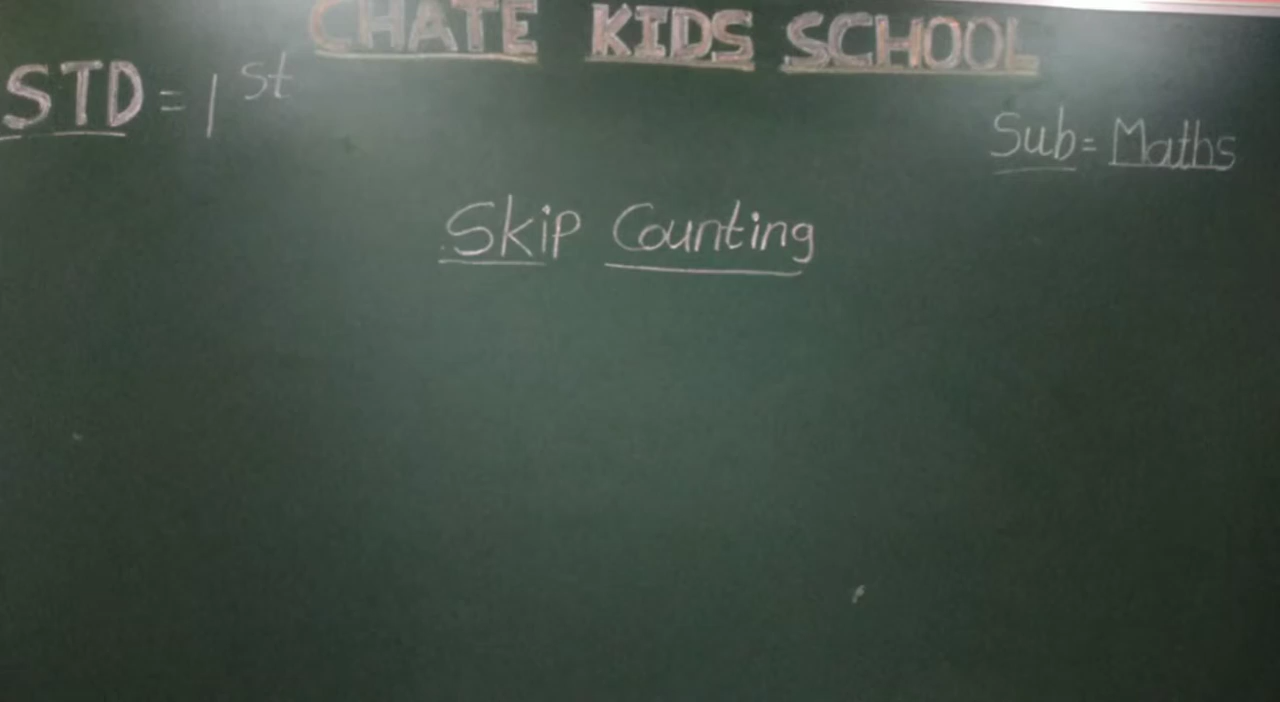 CHATE KIDS SCHOOL
STD = 1st
Sub = Maths
Skip Counting